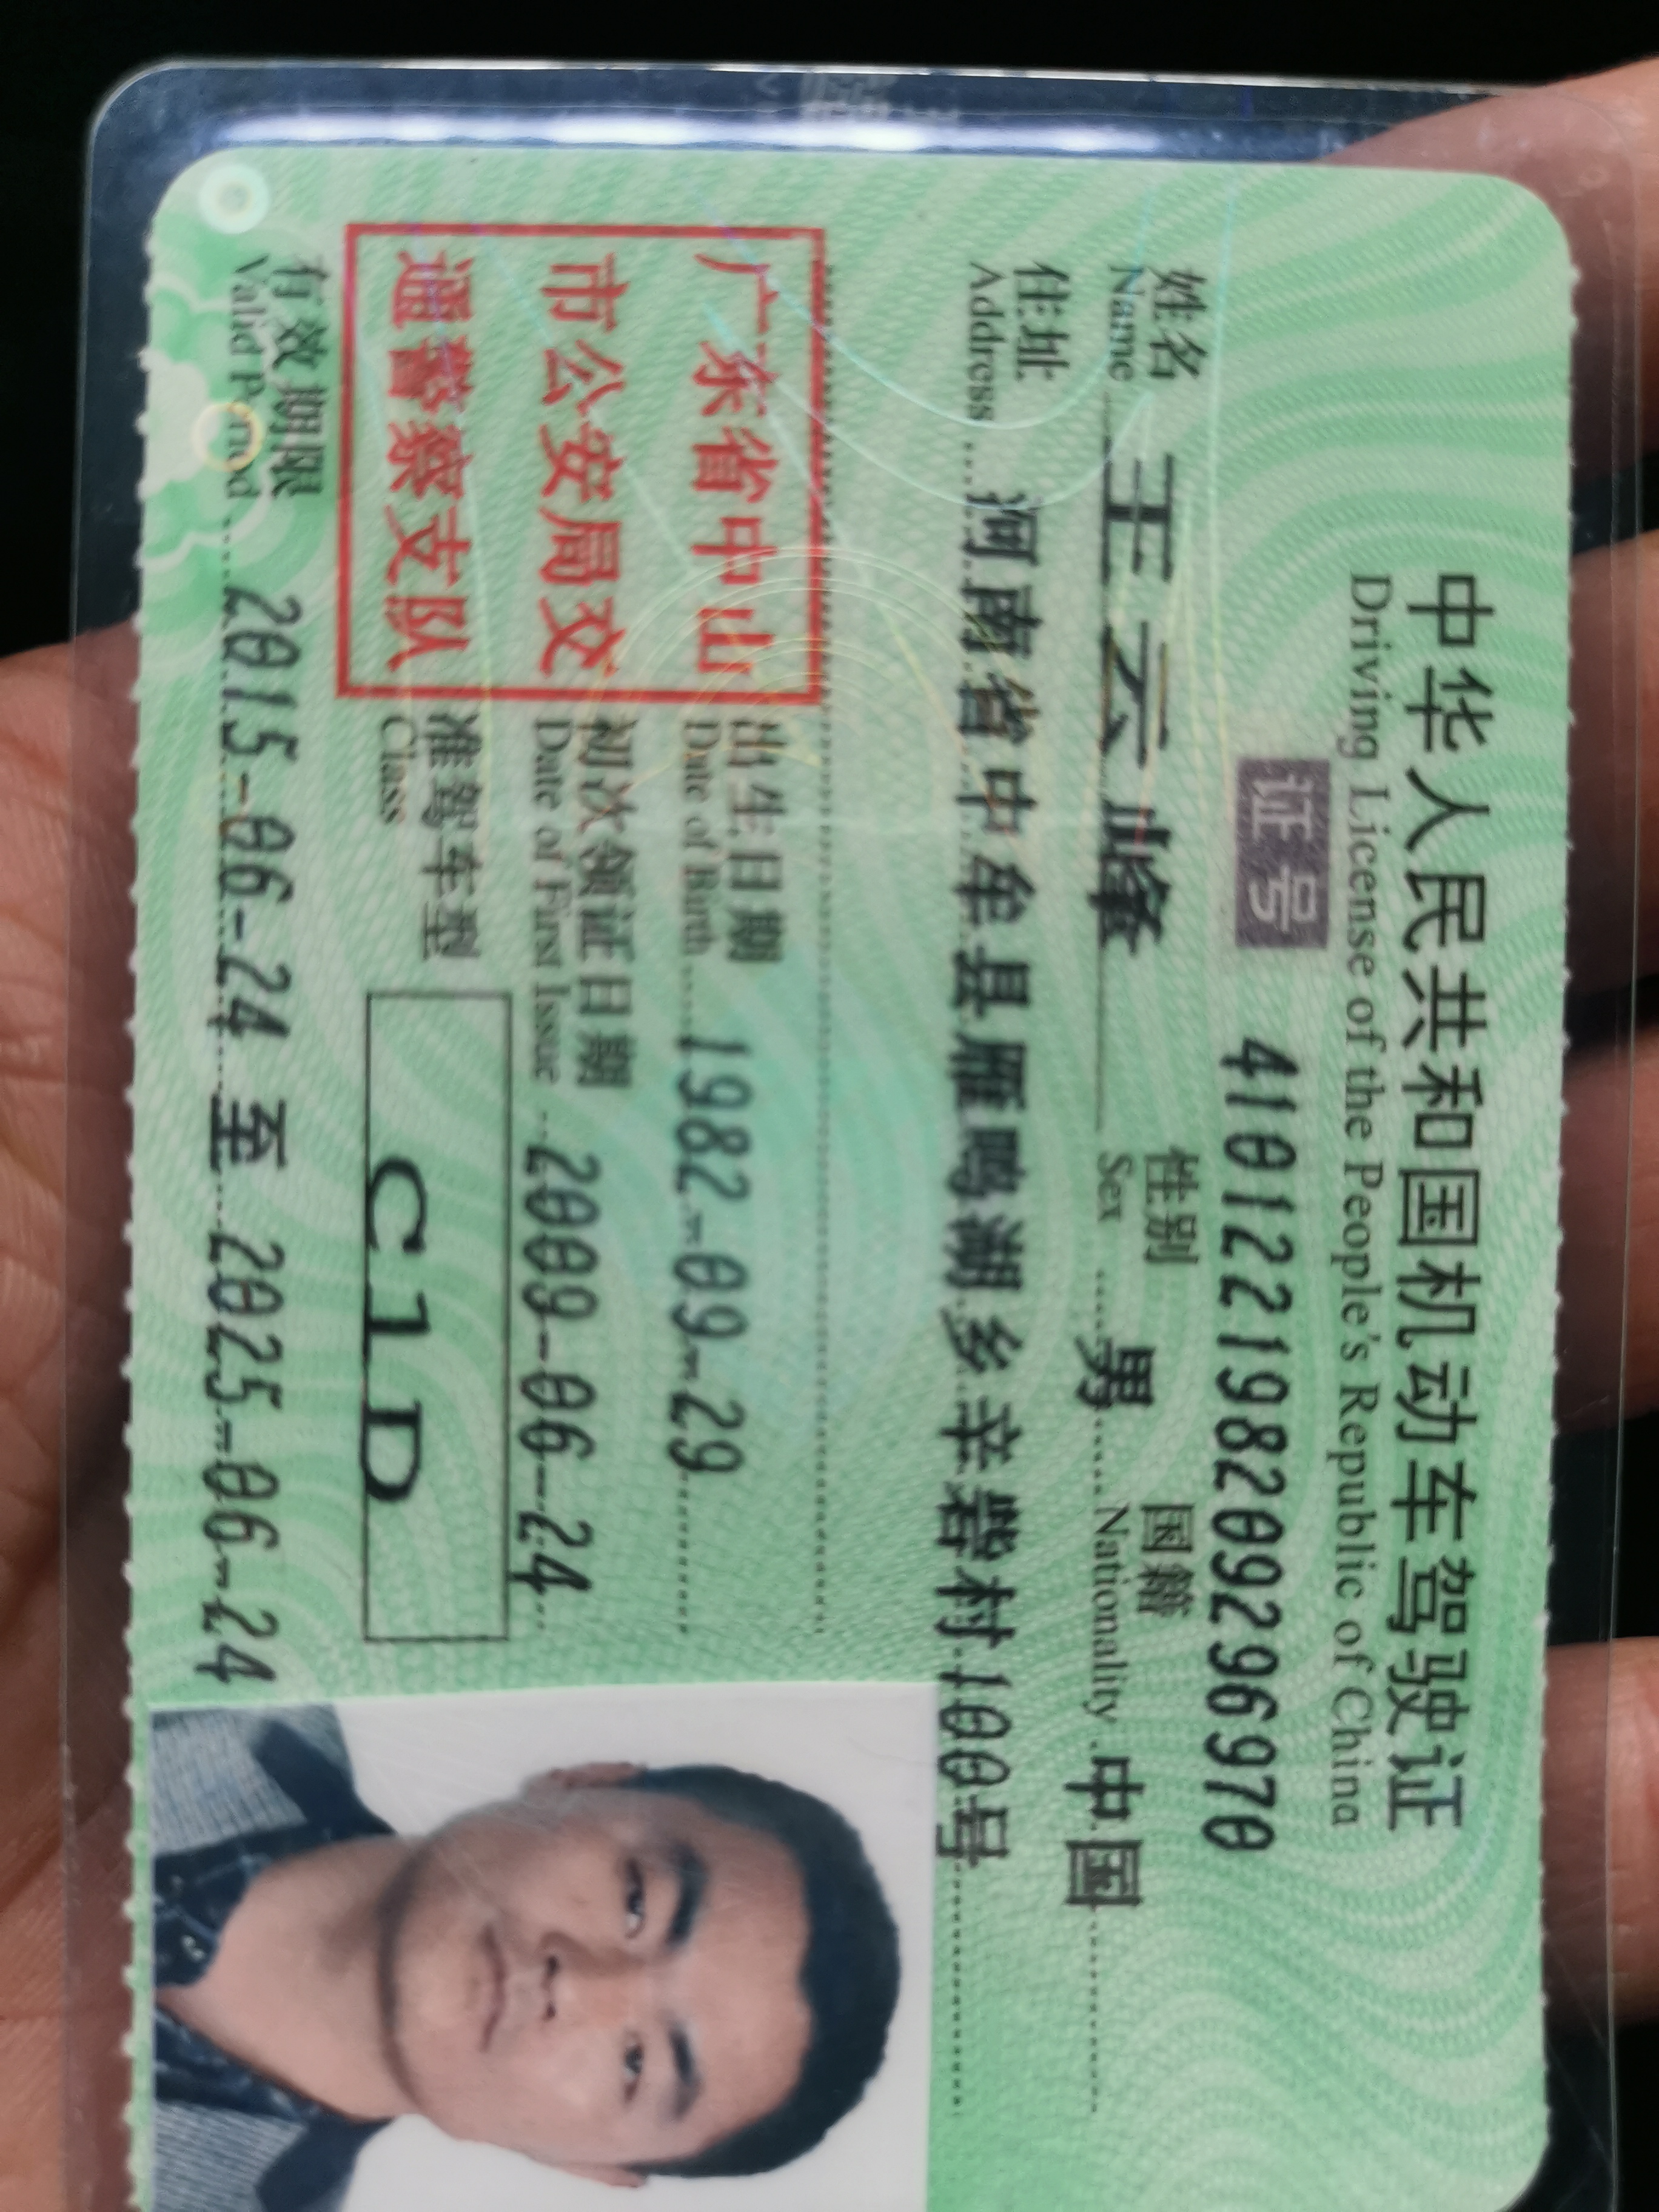 中华人民共和国机动车驾驶证
Driving License of the People's Republic of China
证号 410122198209296970
姓名 王云峰 性别 男 国籍 中国
Name Sex Nationality
住址 河南省中牟县雁鸣湖乡辛砦村100号
Address
广东省中山
市公安局交
通警察支队
出生日期 1982-09-29
Date of Birth
初次领证日期 2009-06-24
Date of First Issue
准驾车型 C1D
Class
有效期限 2015-06-24 至 2025-06-24
Valid Period